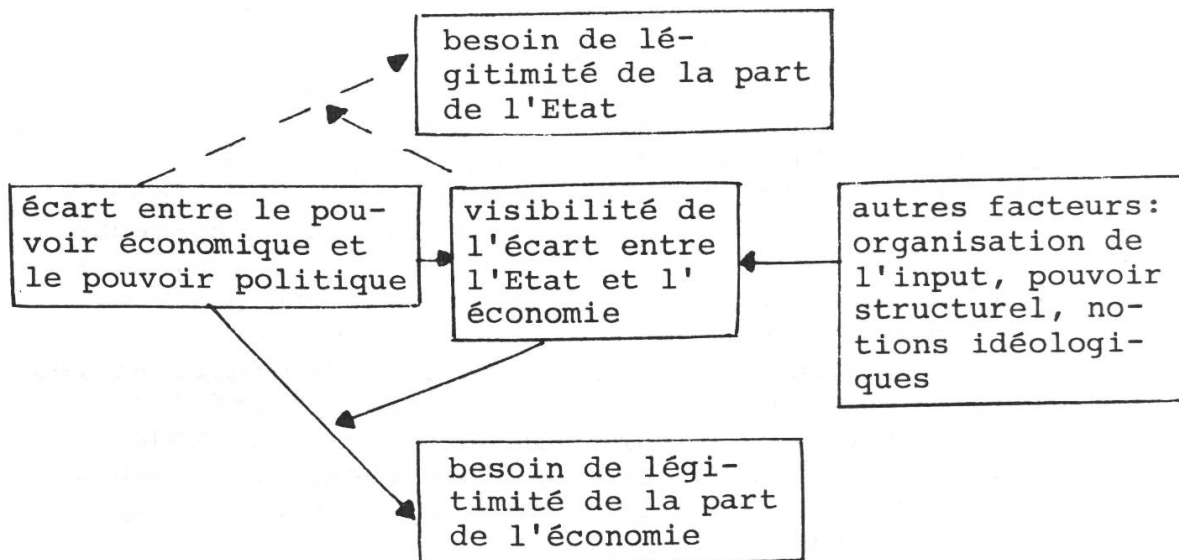 besoin de lé-
gitimité de la part
de l'Etat
écart entre le pou-
voir économique et
le pouvoir politique
visibilité de
l'écart entre
l'Etat et l'
économie
autres facteurs:
organisation de
l'input, pouvoir
structurel, no-
tions idéologi-
ques
besoin de légi-
timité de la part
de l'économie